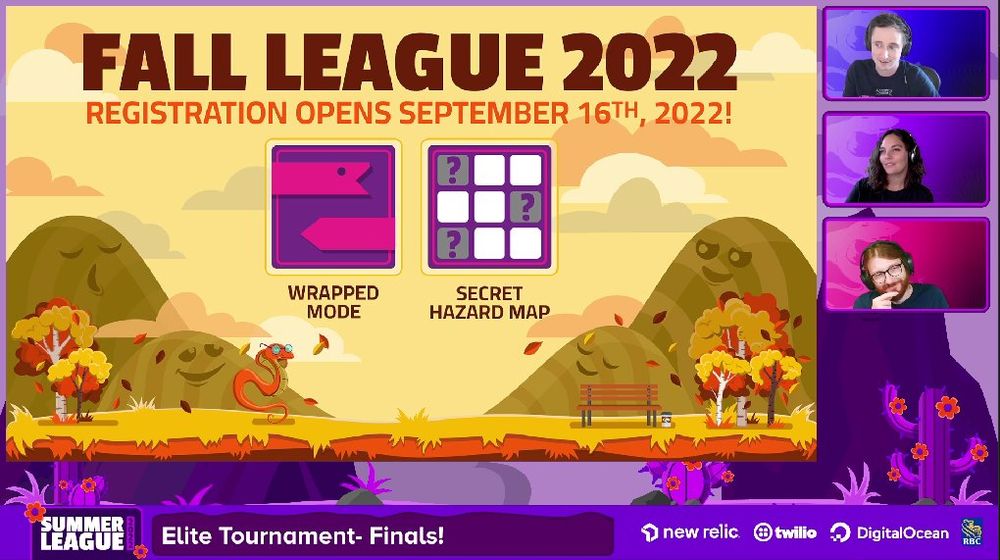 FALL LEAGUE 2022
REGISTRATION OPENS SEPTEMBER 16TH, 2022!
?
?
?
WRAPPED
MODE
SECRET
HAZARD MAP
SUMMER
LEAGUE
Elite Tournament- Finals!
new relic
twilio
DigitalOcean
RBC